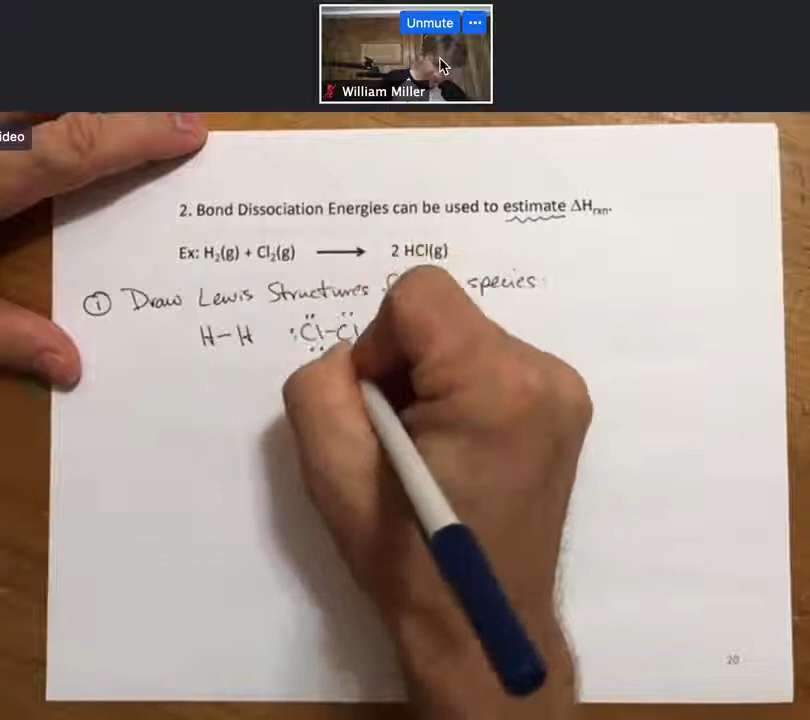 Unmute
William Miller
ideo
2. Bond Dissociation Energies can be used to estimate ΔHrxn.
Ex: H₂(g) + Cl₂(g) ⟶ 2 HCl(g)
① Draw Lewis Structures species:
H–H :Cl–Cl
20